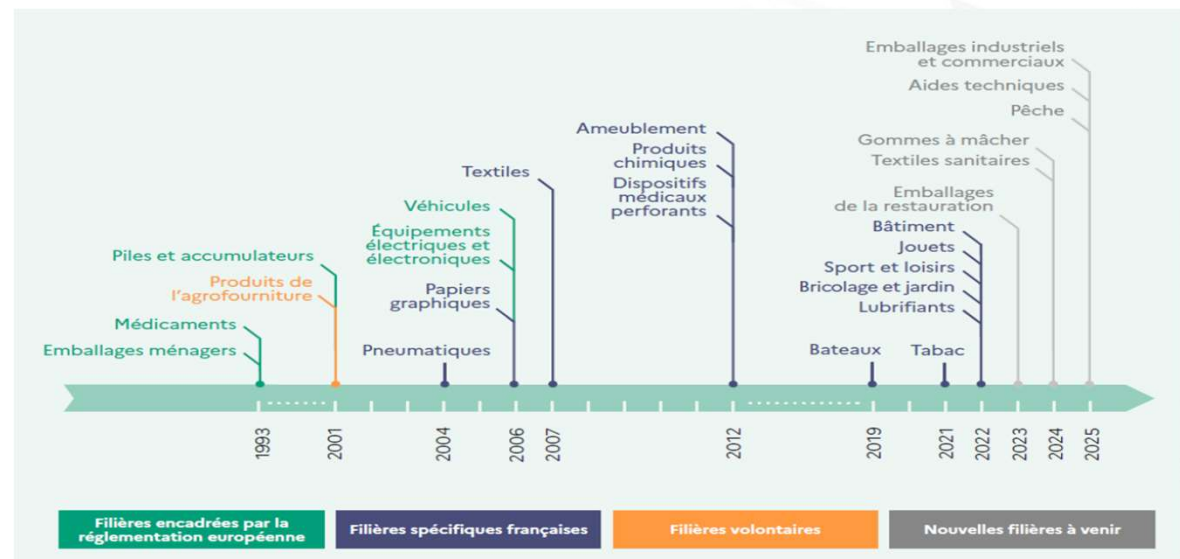 Emballages industriels
et commerciaux
Aides techniques
Pêche
Gommes à mâcher
Textiles sanitaires
Emballages
de la restauration
Bâtiment
Jouets
Sport et loisirs
Bricolage et jardin
Lubrifiants
Ameublement
Produits
chimiques
Dispositifs
médicaux
perforants
Textiles
Véhicules
Équipements
électriques et
électroniques
Papiers
graphiques
Piles et accumulateurs
Produits de
l'agrofourniture
Médicaments
Emballages ménagers
Pneumatiques
Bateaux
Tabac
1993
2001
2004
2006
2007
2012
2019
2021
2022
2023
2024
2025
Filières encadrées par la
réglementation européenne
Filières spécifiques françaises
Filières volontaires
Nouvelles filières à venir